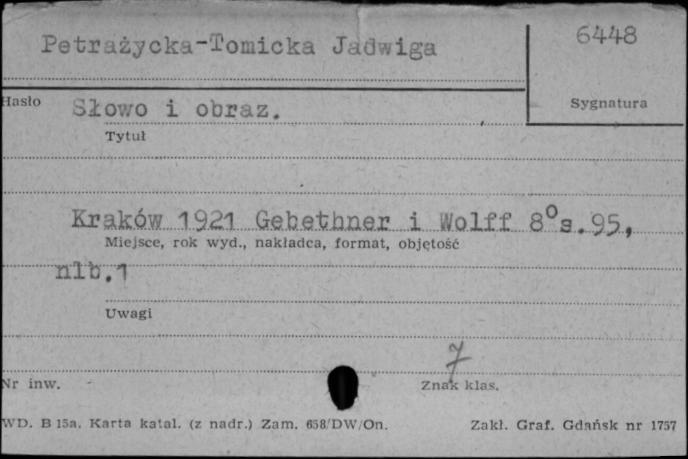 Petrażycka-Tomicka Jadwiga
6448
Hasło
Sygnatura
Słowo i obraz.
Tytuł
Kraków 1921 Gebethner i Wolff 8° s.95,
Miejsce, rok wyd., nakładca, format, objętość
nlb.1
Uwagi
7
Nr inw.
Znak klas.
WD. B 15a. Karta katal. (z nadr.) Zam. 658/DW/On.
Zakł. Graf. Gdańsk nr 1757